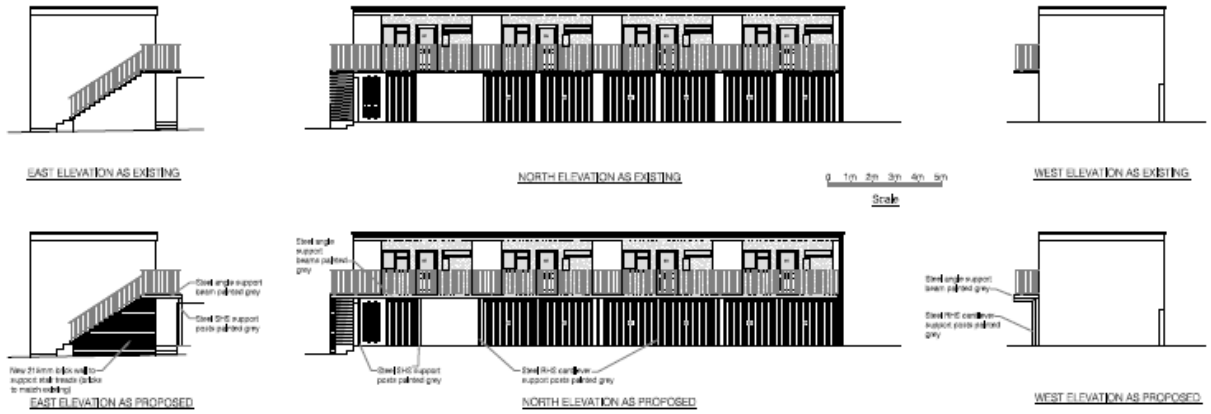 EAST ELEVATION AS EXISTING
NORTH ELEVATION AS EXISTING
0 1m 2m 3m 4m 5m
Scale
WEST ELEVATION AS EXISTING
Steel angle support
beam painted grey
Steel SHS support
posts painted grey
New 215mm brick wall to
support stair treads (bricks
to match existing)
EAST ELEVATION AS PROPOSED
Steel angle
support
beams painted
grey
Steel SHS support
posts painted grey
Steel RHS cantilever
support posts painted grey
NORTH ELEVATION AS PROPOSED
Steel angle support
beam painted grey
Steel RHS cantilever
support posts painted
grey
WEST ELEVATION AS PROPOSED